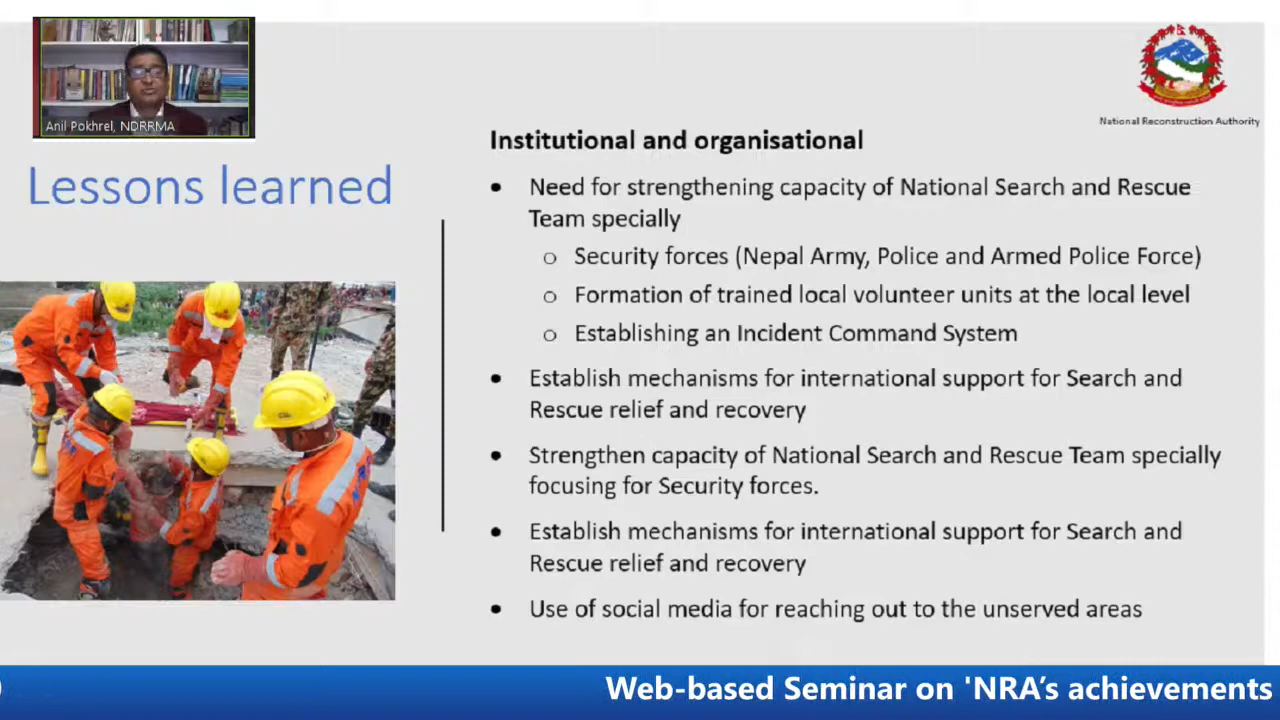 Anil Pokhrel, NDRRMA
National Reconstruction Authority
Lessons learned
Institutional and organisational
• Need for strengthening capacity of National Search and Rescue
Team specially
o Security forces (Nepal Army, Police and Armed Police Force)
o Formation of trained local volunteer units at the local level
o Establishing an Incident Command System
• Establish mechanisms for international support for Search and
Rescue relief and recovery
• Strengthen capacity of National Search and Rescue Team specially
focusing for Security forces.
• Establish mechanisms for international support for Search and
Rescue relief and recovery
• Use of social media for reaching out to the unserved areas
Web-based Seminar on 'NRA’s achievements